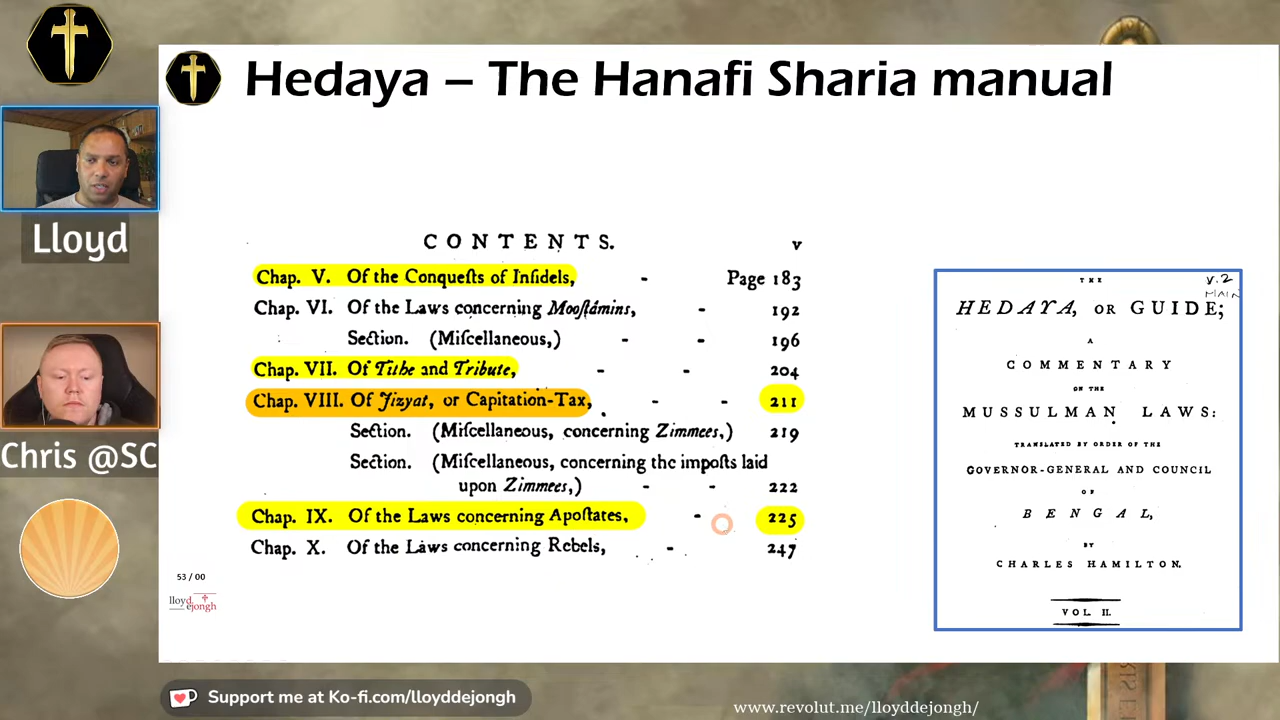 Hedaya – The Hanafi Sharia manual
Lloyd
Chris @SC
CONTENTS. v
Chap. V. Of the Conqueſts of Infidels, - Page 183
Chap. VI. Of the Laws concerning Mooſtámins, - 192
Section. (Miſcellaneous,) - - 196
Chap. VII. Of Tithe and Tribute, - - 204
Chap. VIII. Of Jizyat, or Capitation-Tax, - - 211
Section. (Miſcellaneous, concerning Zimmees,) - 219
Section. (Miſcellaneous, concerning the impoſts laid
upon Zimmees,) - - 222
Chap. IX. Of the Laws concerning Apoſtates, - 225
Chap. X. Of the Laws concerning Rebels, - 247
THE
V.2
MAIN
HEDAYA, OR GUIDE;
A
COMMENTARY
ON THE
MUSSULMAN LAWS:
TRANSLATED BY ORDER OF THE
GOVERNOR-GENERAL AND COUNCIL
OF
BENGAL,
BY
CHARLES HAMILTON.
VOL. II.
53 / 00
lloyd
dejongh
Support me at Ko-fi.com/lloyddejongh
www.revolut.me/lloyddejongh/